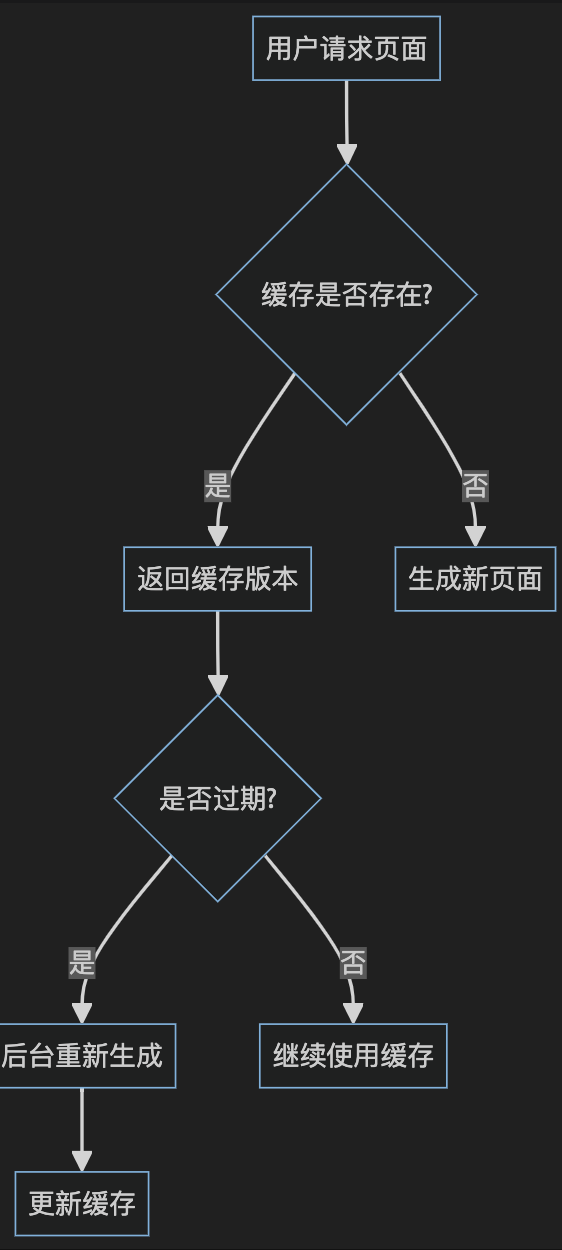 用户请求页面
缓存是否存在?
是
否
返回缓存版本
生成新页面
是否过期?
是
否
后台重新生成
继续使用缓存
更新缓存